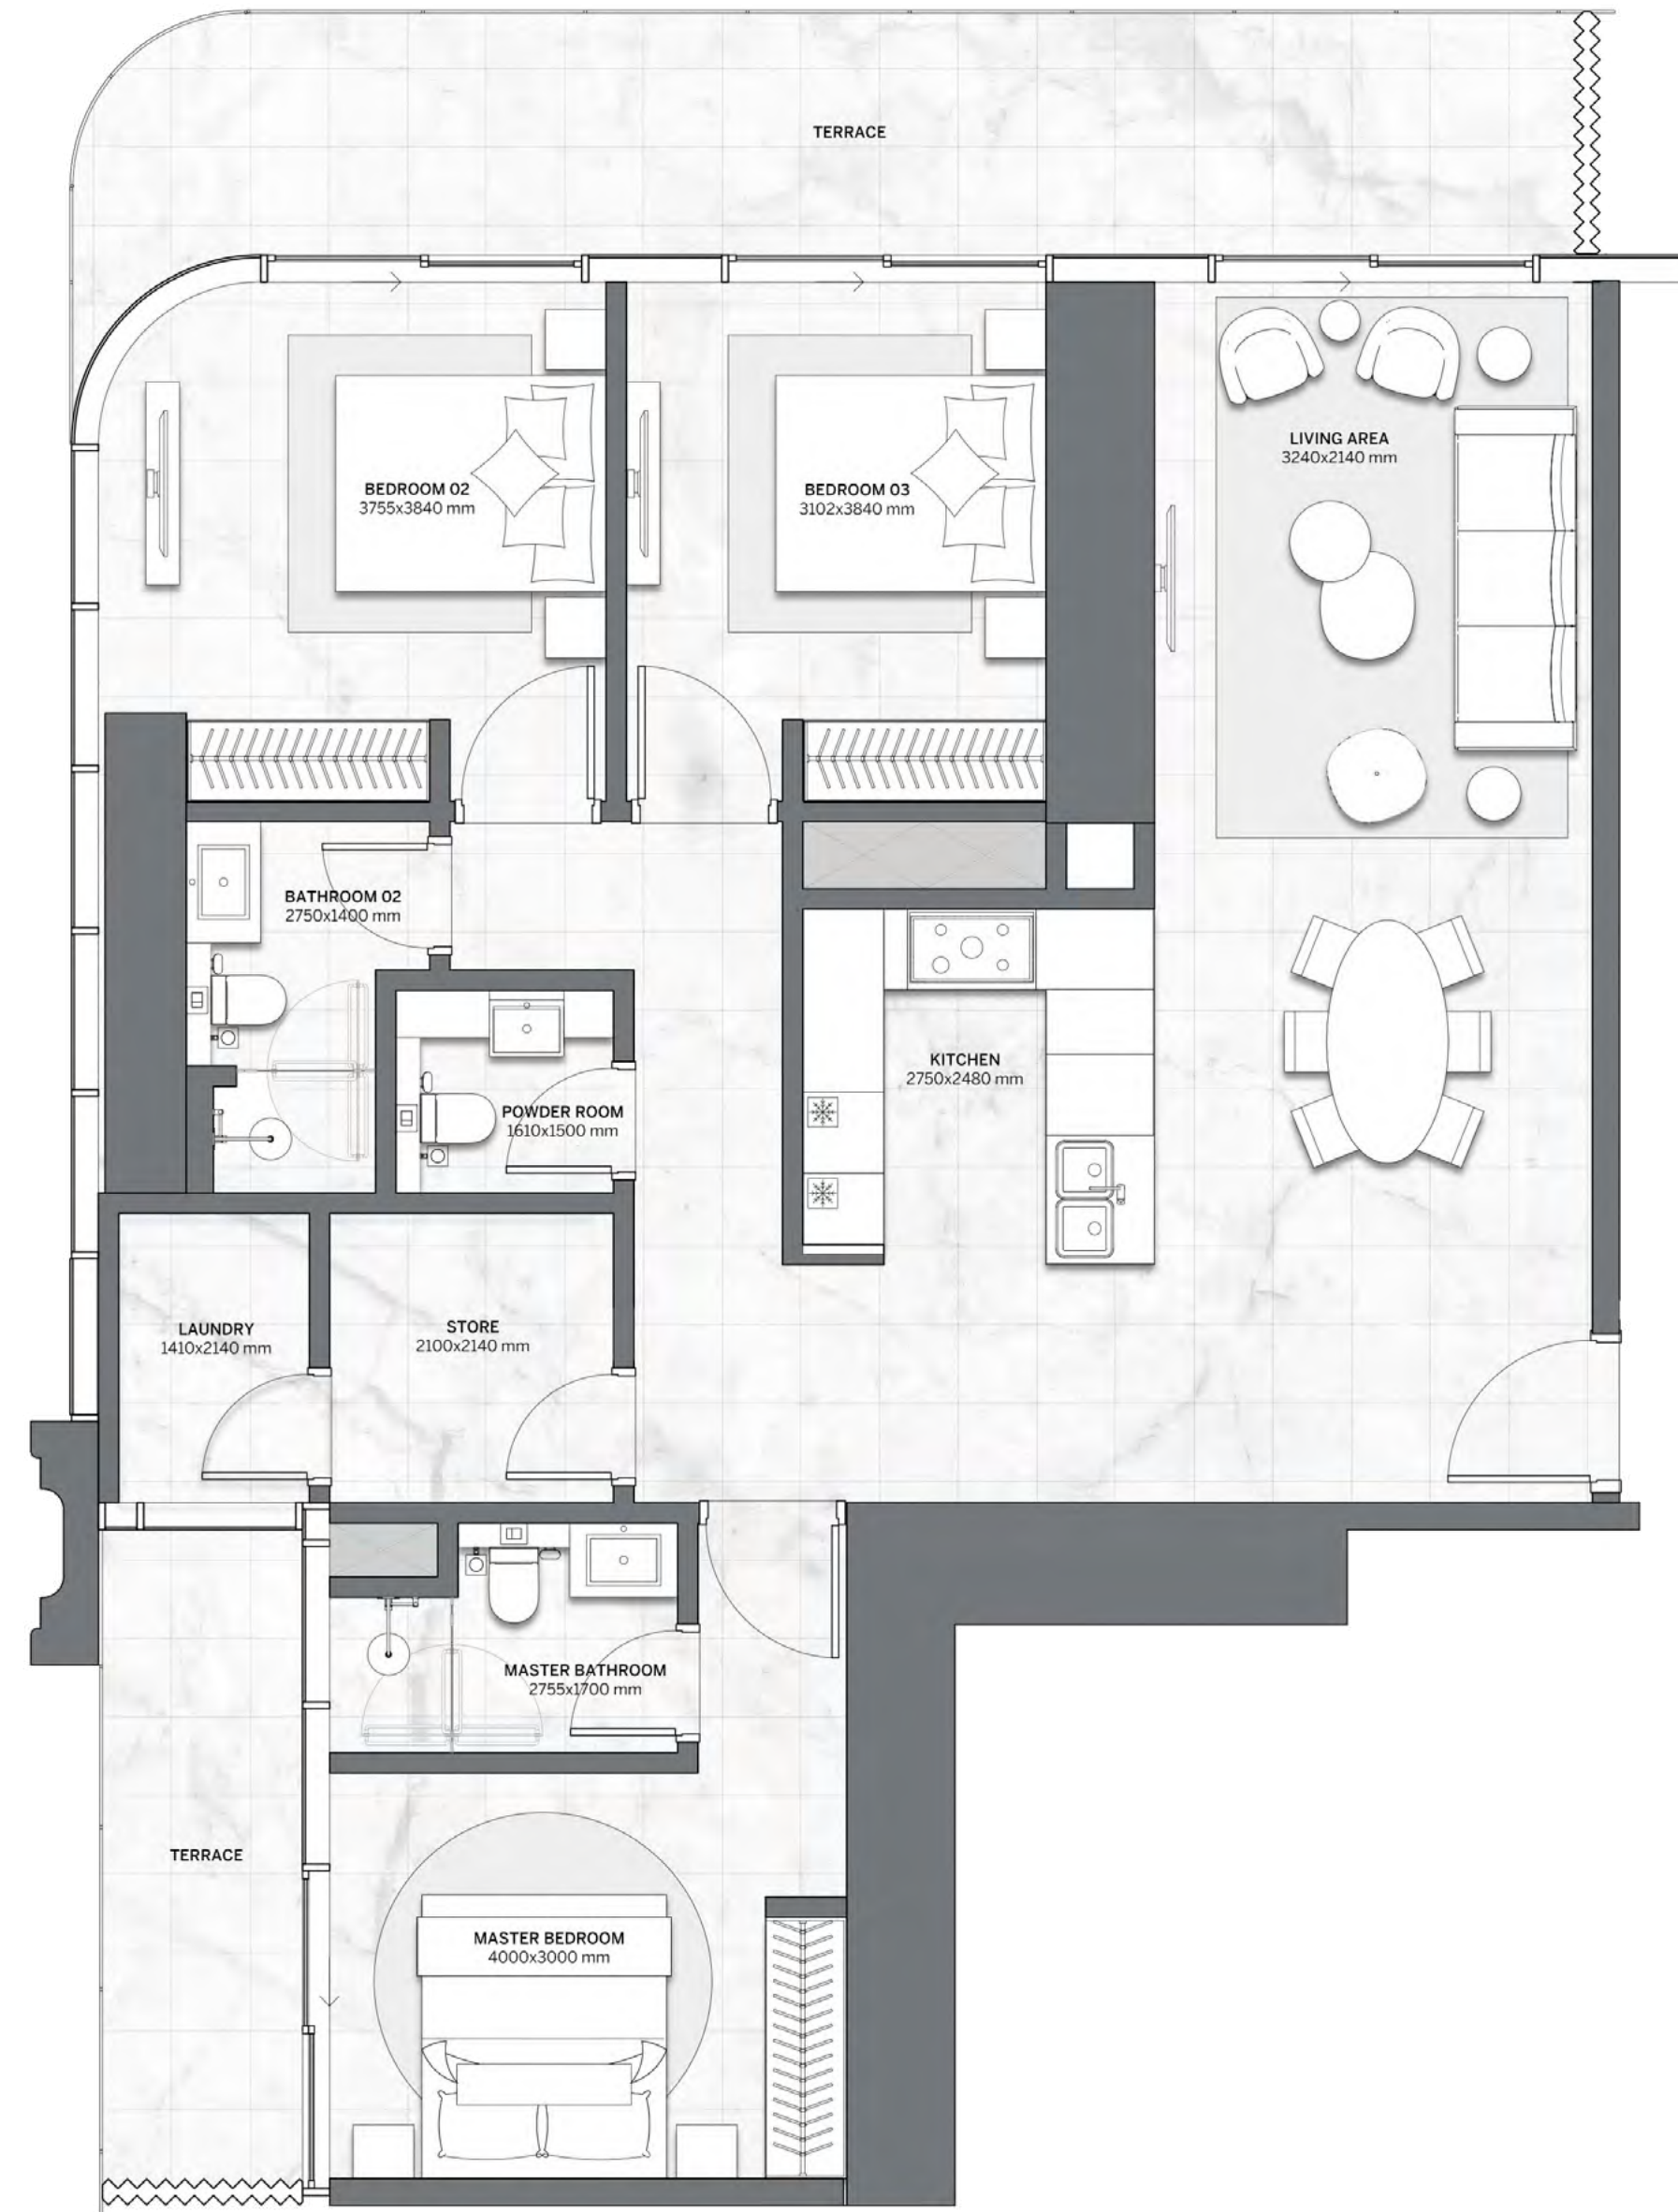 TERRACE
LIVING AREA
3240x2140 mm
BEDROOM 02
3755x3840 mm
BEDROOM 03
3102x3840 mm
BATHROOM 02
2750x1400 mm
KITCHEN
2750x2480 mm
POWDER ROOM
1610x1500 mm
LAUNDRY
1410x2140 mm
STORE
2100x2140 mm
MASTER BATHROOM
2755x1700 mm
TERRACE
MASTER BEDROOM
4000x3000 mm